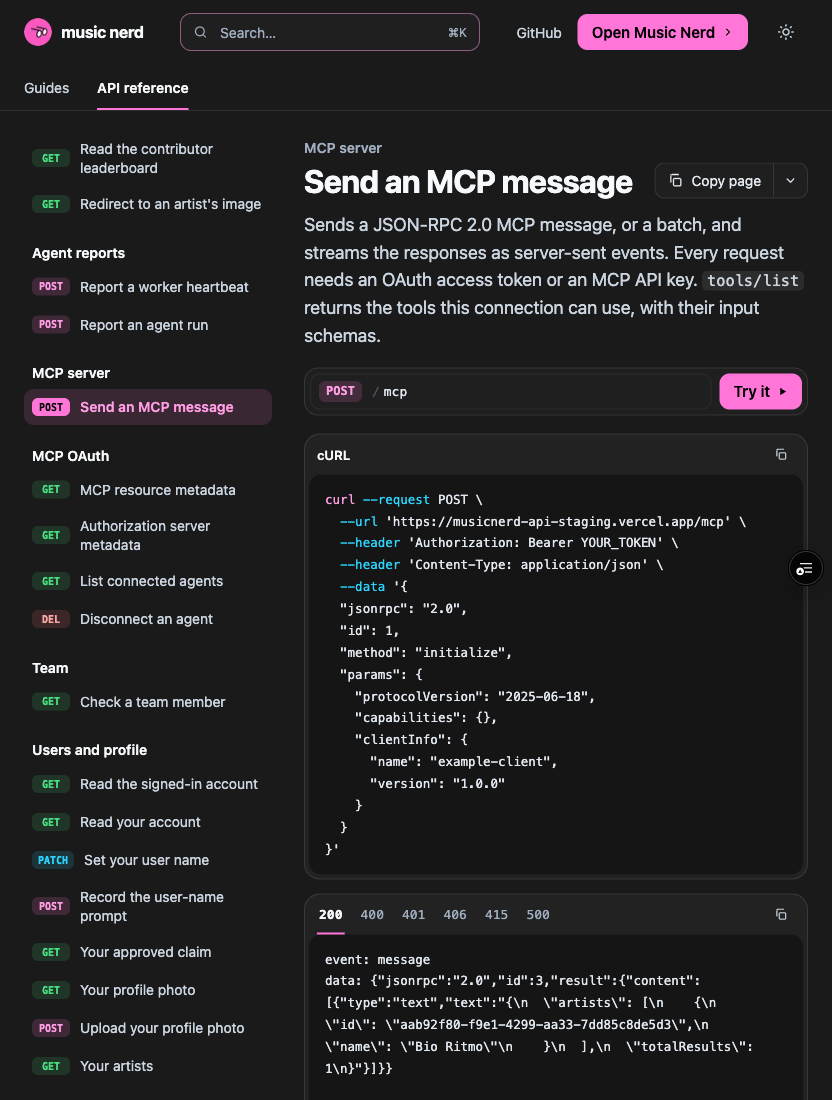 music nerd
Search...
⌘K
GitHub
Open Music Nerd
Guides
API reference
GET Read the contributor
leaderboard
GET Redirect to an artist's image
Agent reports
POST Report a worker heartbeat
POST Report an agent run
MCP server
POST Send an MCP message
MCP OAuth
GET MCP resource metadata
GET Authorization server
metadata
GET List connected agents
DEL Disconnect an agent
Team
GET Check a team member
Users and profile
GET Read the signed-in account
GET Read your account
PATCH Set your user name
POST Record the user-name
prompt
GET Your approved claim
GET Your profile photo
POST Upload your profile photo
GET Your artists
MCP server
Send an MCP message
Copy page
Sends a JSON-RPC 2.0 MCP message, or a batch, and
streams the responses as server-sent events. Every request
needs an OAuth access token or an MCP API key. tools/list
returns the tools this connection can use, with their input
schemas.
POST / mcp
Try it
cURL
curl --request POST \
  --url 'https://musicnerd-api-staging.vercel.app/mcp' \
  --header 'Authorization: Bearer YOUR_TOKEN' \
  --header 'Content-Type: application/json' \
  --data '{
  "jsonrpc": "2.0",
  "id": 1,
  "method": "initialize",
  "params": {
    "protocolVersion": "2025-06-18",
    "capabilities": {},
    "clientInfo": {
      "name": "example-client",
      "version": "1.0.0"
    }
  }
}'
200 400 401 406 415 500
event: message
data: {"jsonrpc":"2.0","id":3,"result":{"content":
[{"type":"text","text":"{\n  \"artists\": [\n    {\n
\"id\": \"aab92f80-f9e1-4299-aa33-7dd85c8de5d3\",\n
\"name\": \"Bio Ritmo\"\n    }\n  ],\n  \"totalResults\":
1\n}"}]}}